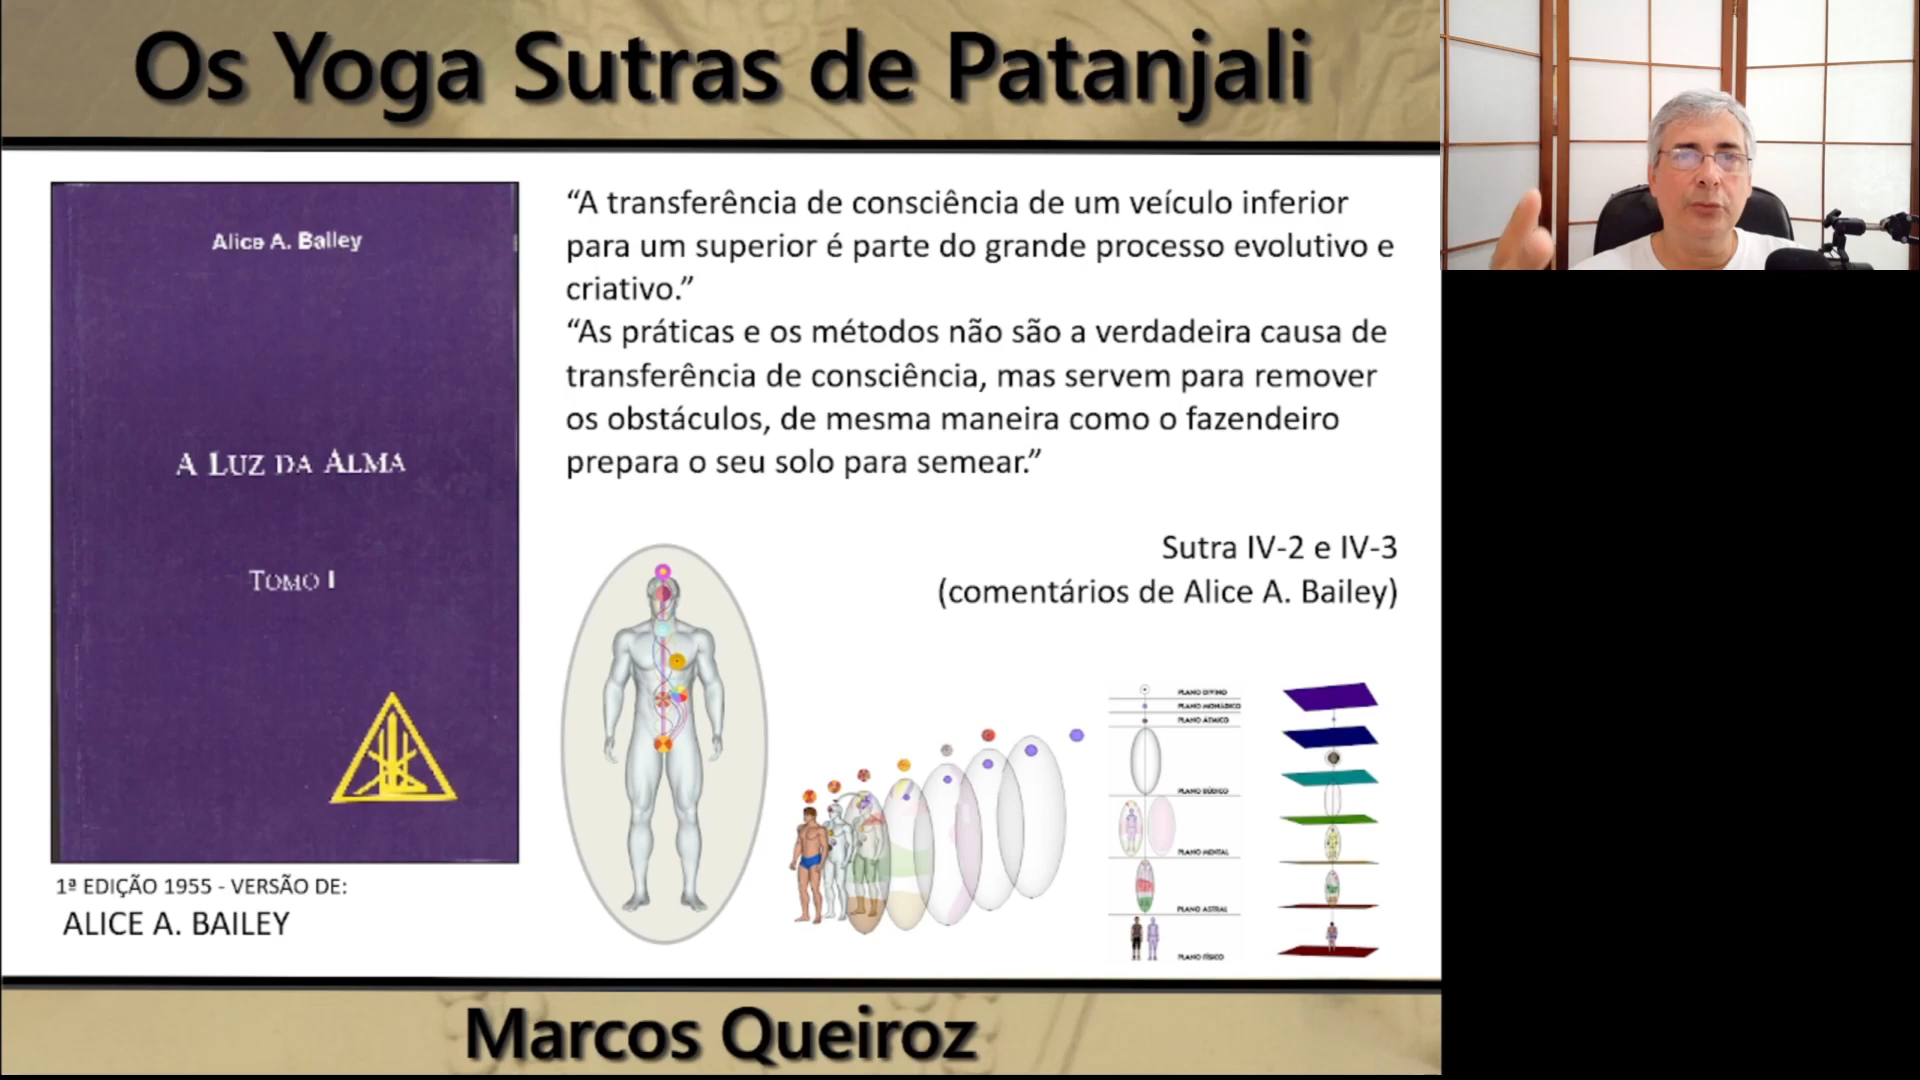 Os Yoga Sutras de Patanjali
Alice A. Bailey
A LUZ DA ALMA
TOMO I
1ª EDIÇÃO 1955 - VERSÃO DE:
ALICE A. BAILEY
“A transferência de consciência de um veículo inferior
para um superior é parte do grande processo evolutivo e
criativo.”
“As práticas e os métodos não são a verdadeira causa de
transferência de consciência, mas servem para remover
os obstáculos, de mesma maneira como o fazendeiro
prepara o seu solo para semear.”
Sutra IV-2 e IV-3
(comentários de Alice A. Bailey)
PLANO DIVINO
PLANO MONÁDICO
PLANO ÁTMICO
PLANO BÚDICO
PLANO MENTAL
PLANO ASTRAL
PLANO FÍSICO
Marcos Queiroz